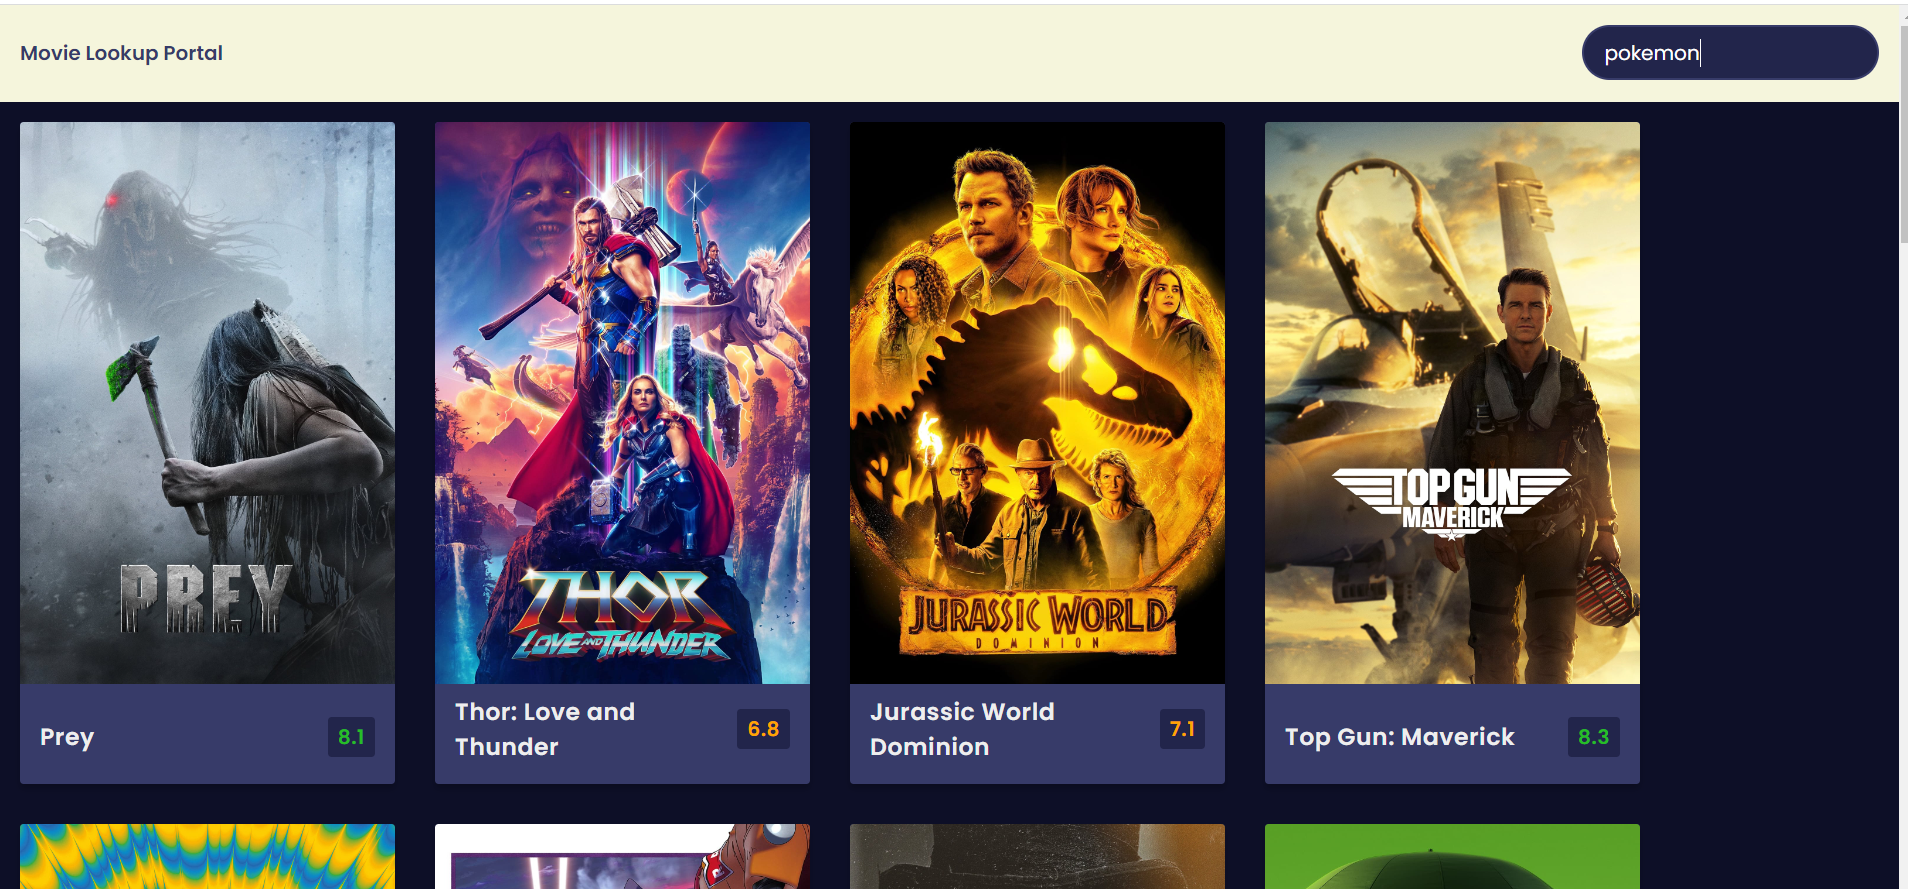 Movie Lookup Portal
pokemon
PREY
THOR
LOVE AND THUNDER
JURASSIC WORLD
DOMINION
TOP GUN
MAVERICK
Prey
8.1
Thor: Love and
Thunder
6.8
Jurassic World
Dominion
7.1
Top Gun: Maverick
8.3